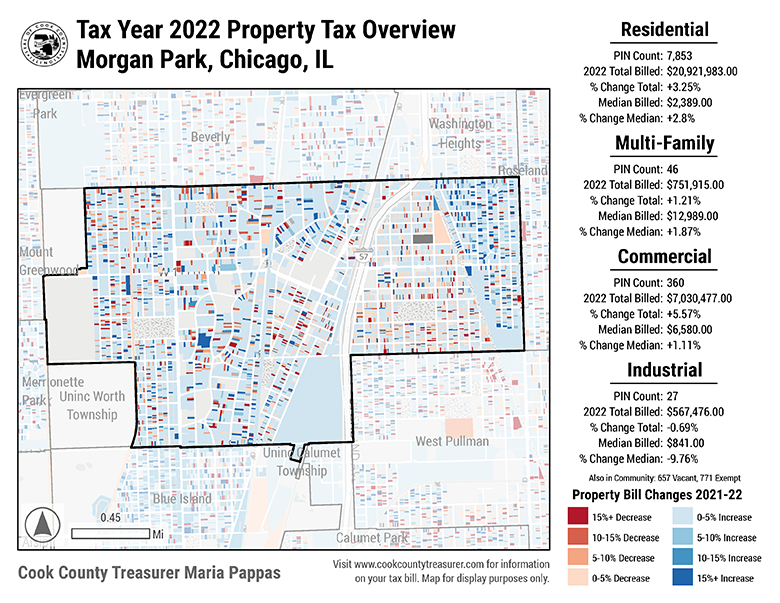 Tax Year 2022 Property Tax Overview
Morgan Park, Chicago, IL
Evergreen
Park
Beverly
Washington
Heights
Roseland
Mount
Greenwood
57
Merrionette
Park
Uninc Worth
Township
West Pullman
Uninc Calumet
Township
Blue Island
Calumet Park
0.45
Mi
Residential
PIN Count: 7,853
2022 Total Billed: $20,921,983.00
% Change Total: +3.25%
Median Billed: $2,389.00
% Change Median: +2.8%
Multi-Family
PIN Count: 46
2022 Total Billed: $751,915.00
% Change Total: +1.21%
Median Billed: $12,989.00
% Change Median: +1.87%
Commercial
PIN Count: 360
2022 Total Billed: $7,030,477.00
% Change Total: +5.57%
Median Billed: $6,580.00
% Change Median: +1.11%
Industrial
PIN Count: 27
2022 Total Billed: $567,476.00
% Change Total: -0.69%
Median Billed: $841.00
% Change Median: -9.76%
Also in Community: 657 Vacant, 771 Exempt
Property Bill Changes 2021-22
15%+ Decrease
10-15% Decrease
5-10% Decrease
0-5% Decrease
0-5% Increase
5-10% Increase
10-15% Increase
15%+ Increase
Cook County Treasurer Maria Pappas
Visit www.cookcountytreasurer.com for information
on your tax bill. Map for display purposes only.